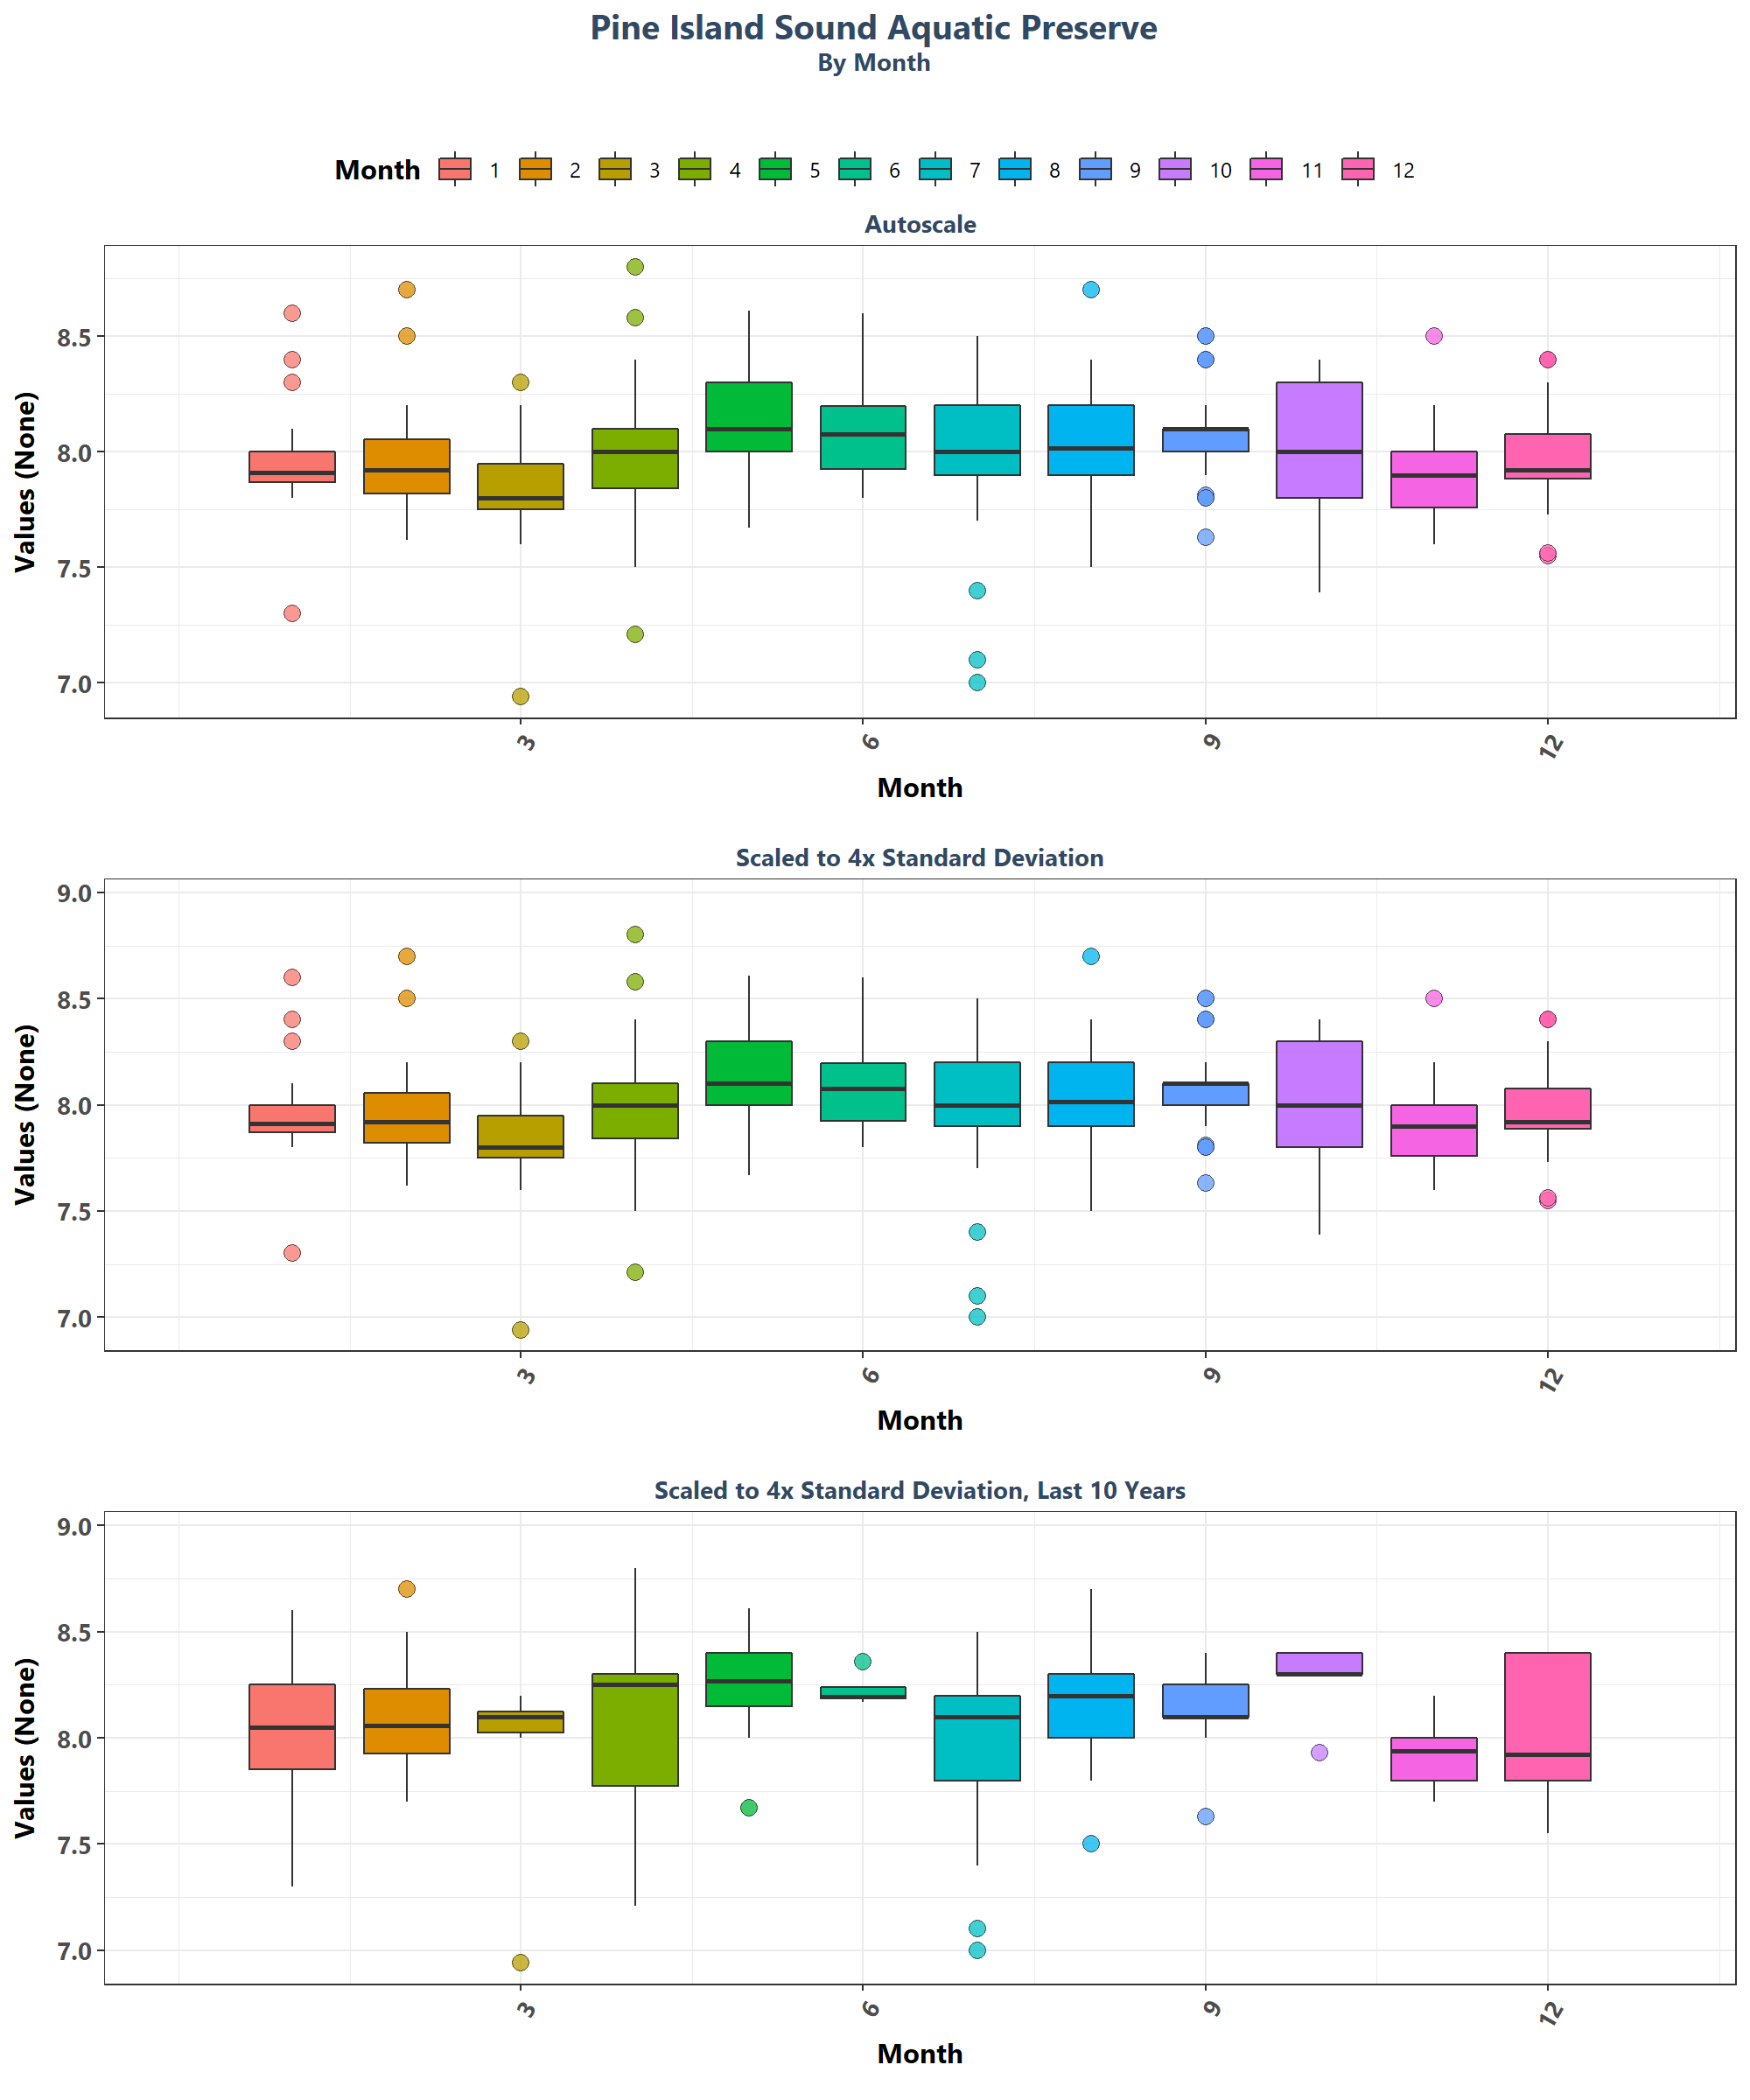 Pine Island Sound Aquatic Preserve
By Month
Month 1 2 3 4 5 6 7 8 9 10 11 12
Autoscale
Values (None)
8.5
8.0
7.5
7.0
3 6 9 12
Month
Scaled to 4x Standard Deviation
Values (None)
9.0
8.5
8.0
7.5
7.0
3 6 9 12
Month
Scaled to 4x Standard Deviation, Last 10 Years
Values (None)
9.0
8.5
8.0
7.5
7.0
3 6 9 12
Month